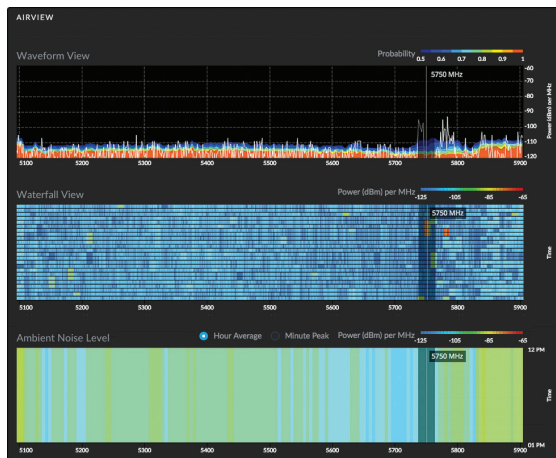 AIRVIEW
Waveform View
Probability 0.5 0.6 0.7 0.8 0.9 1
5750 MHz
-60
-70
-80
-90
-100
-110
-120
Power (dBm) per MHz
5100 5200 5300 5400 5500 5600 5700 5800 5900
Waterfall View
Power (dBm) per MHz -125 -105 -85 -65
5750 MHz
Time
5100 5200 5300 5400 5500 5600 5700 5800 5900
Ambient Noise Level
Hour Average Minute Peak Power (dBm) per MHz -125 -105 -85 -65
5750 MHz
12 PM
Time
01 PM
5100 5200 5300 5400 5500 5600 5700 5800 5900